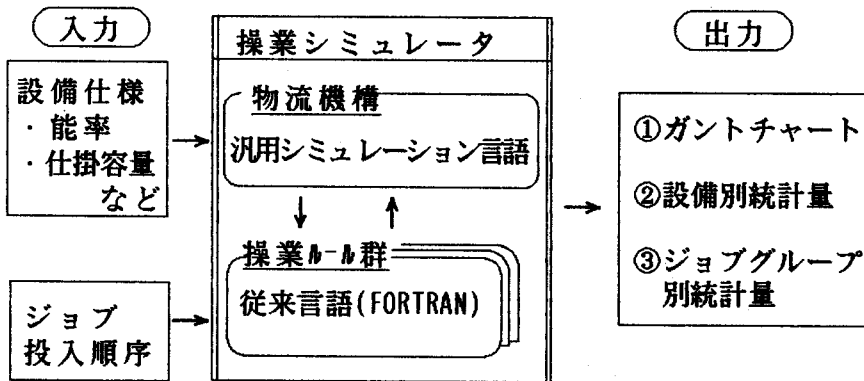 入力
設備仕様
・能率
・仕掛容量
など
ジョブ
投入順序
操業シミュレータ
物流機構
汎用シミュレーション言語
操業ルール群
従来言語(FORTRAN)
出力
①ガントチャート
②設備別統計量
③ジョブグループ
別統計量